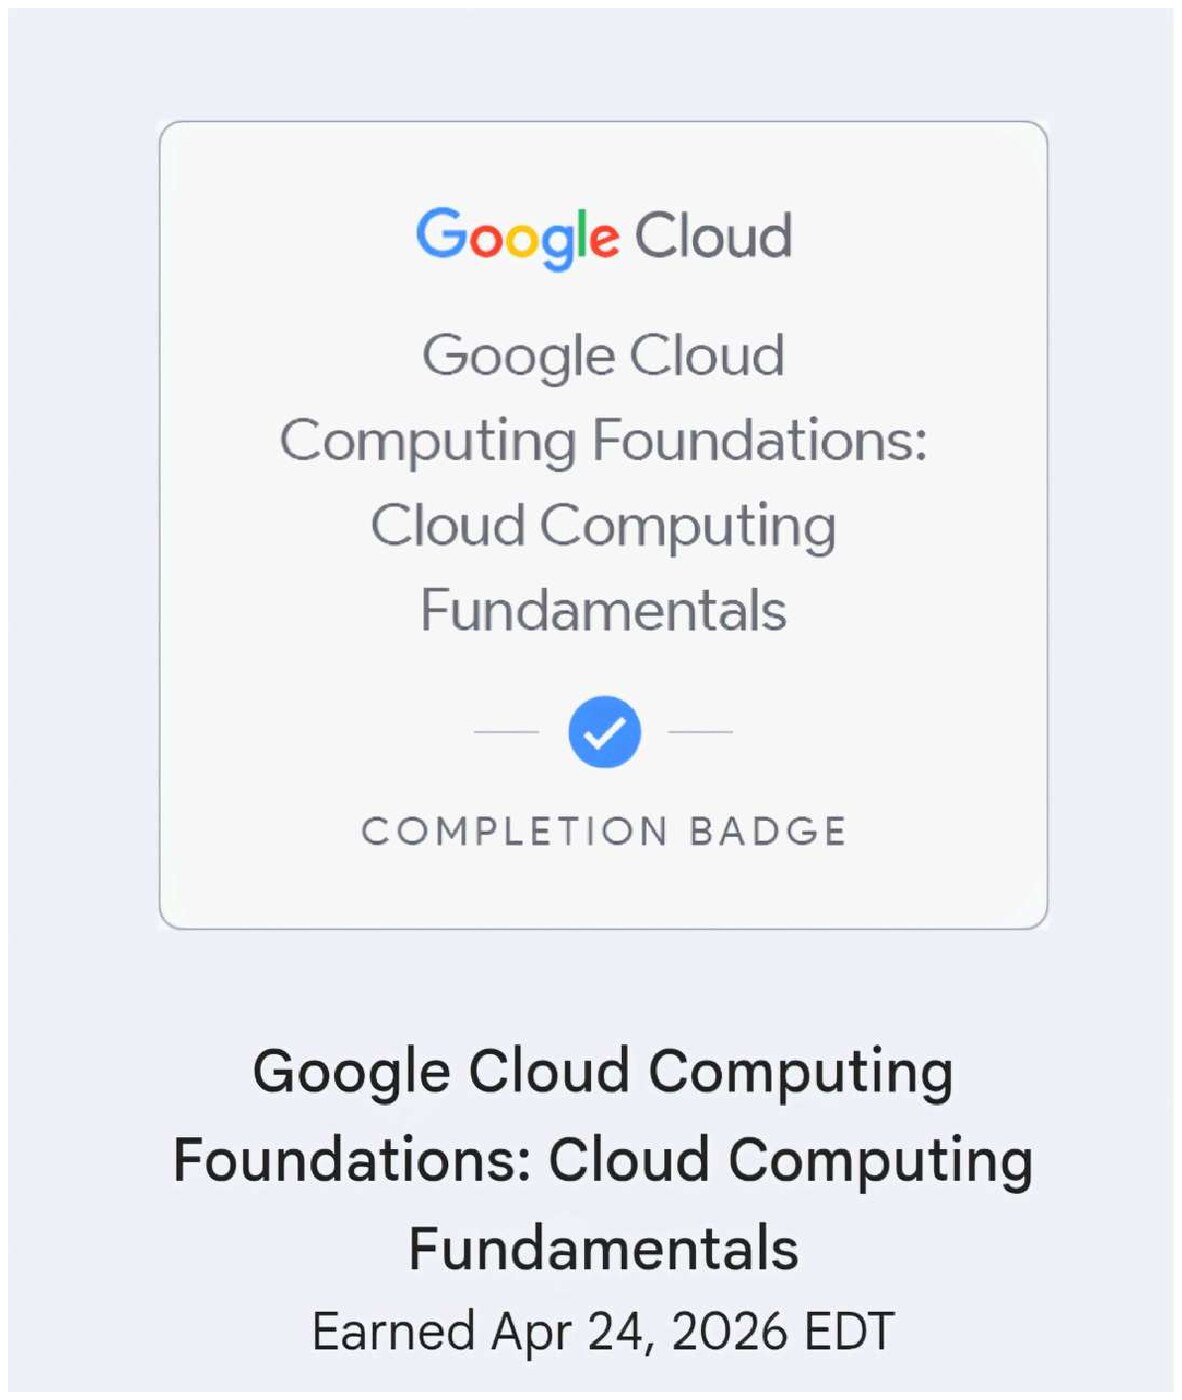 Google Cloud
Google Cloud
Computing Foundations:
Cloud Computing
Fundamentals
COMPLETION BADGE
Google Cloud Computing
Foundations: Cloud Computing
Fundamentals
Earned Apr 24, 2026 EDT